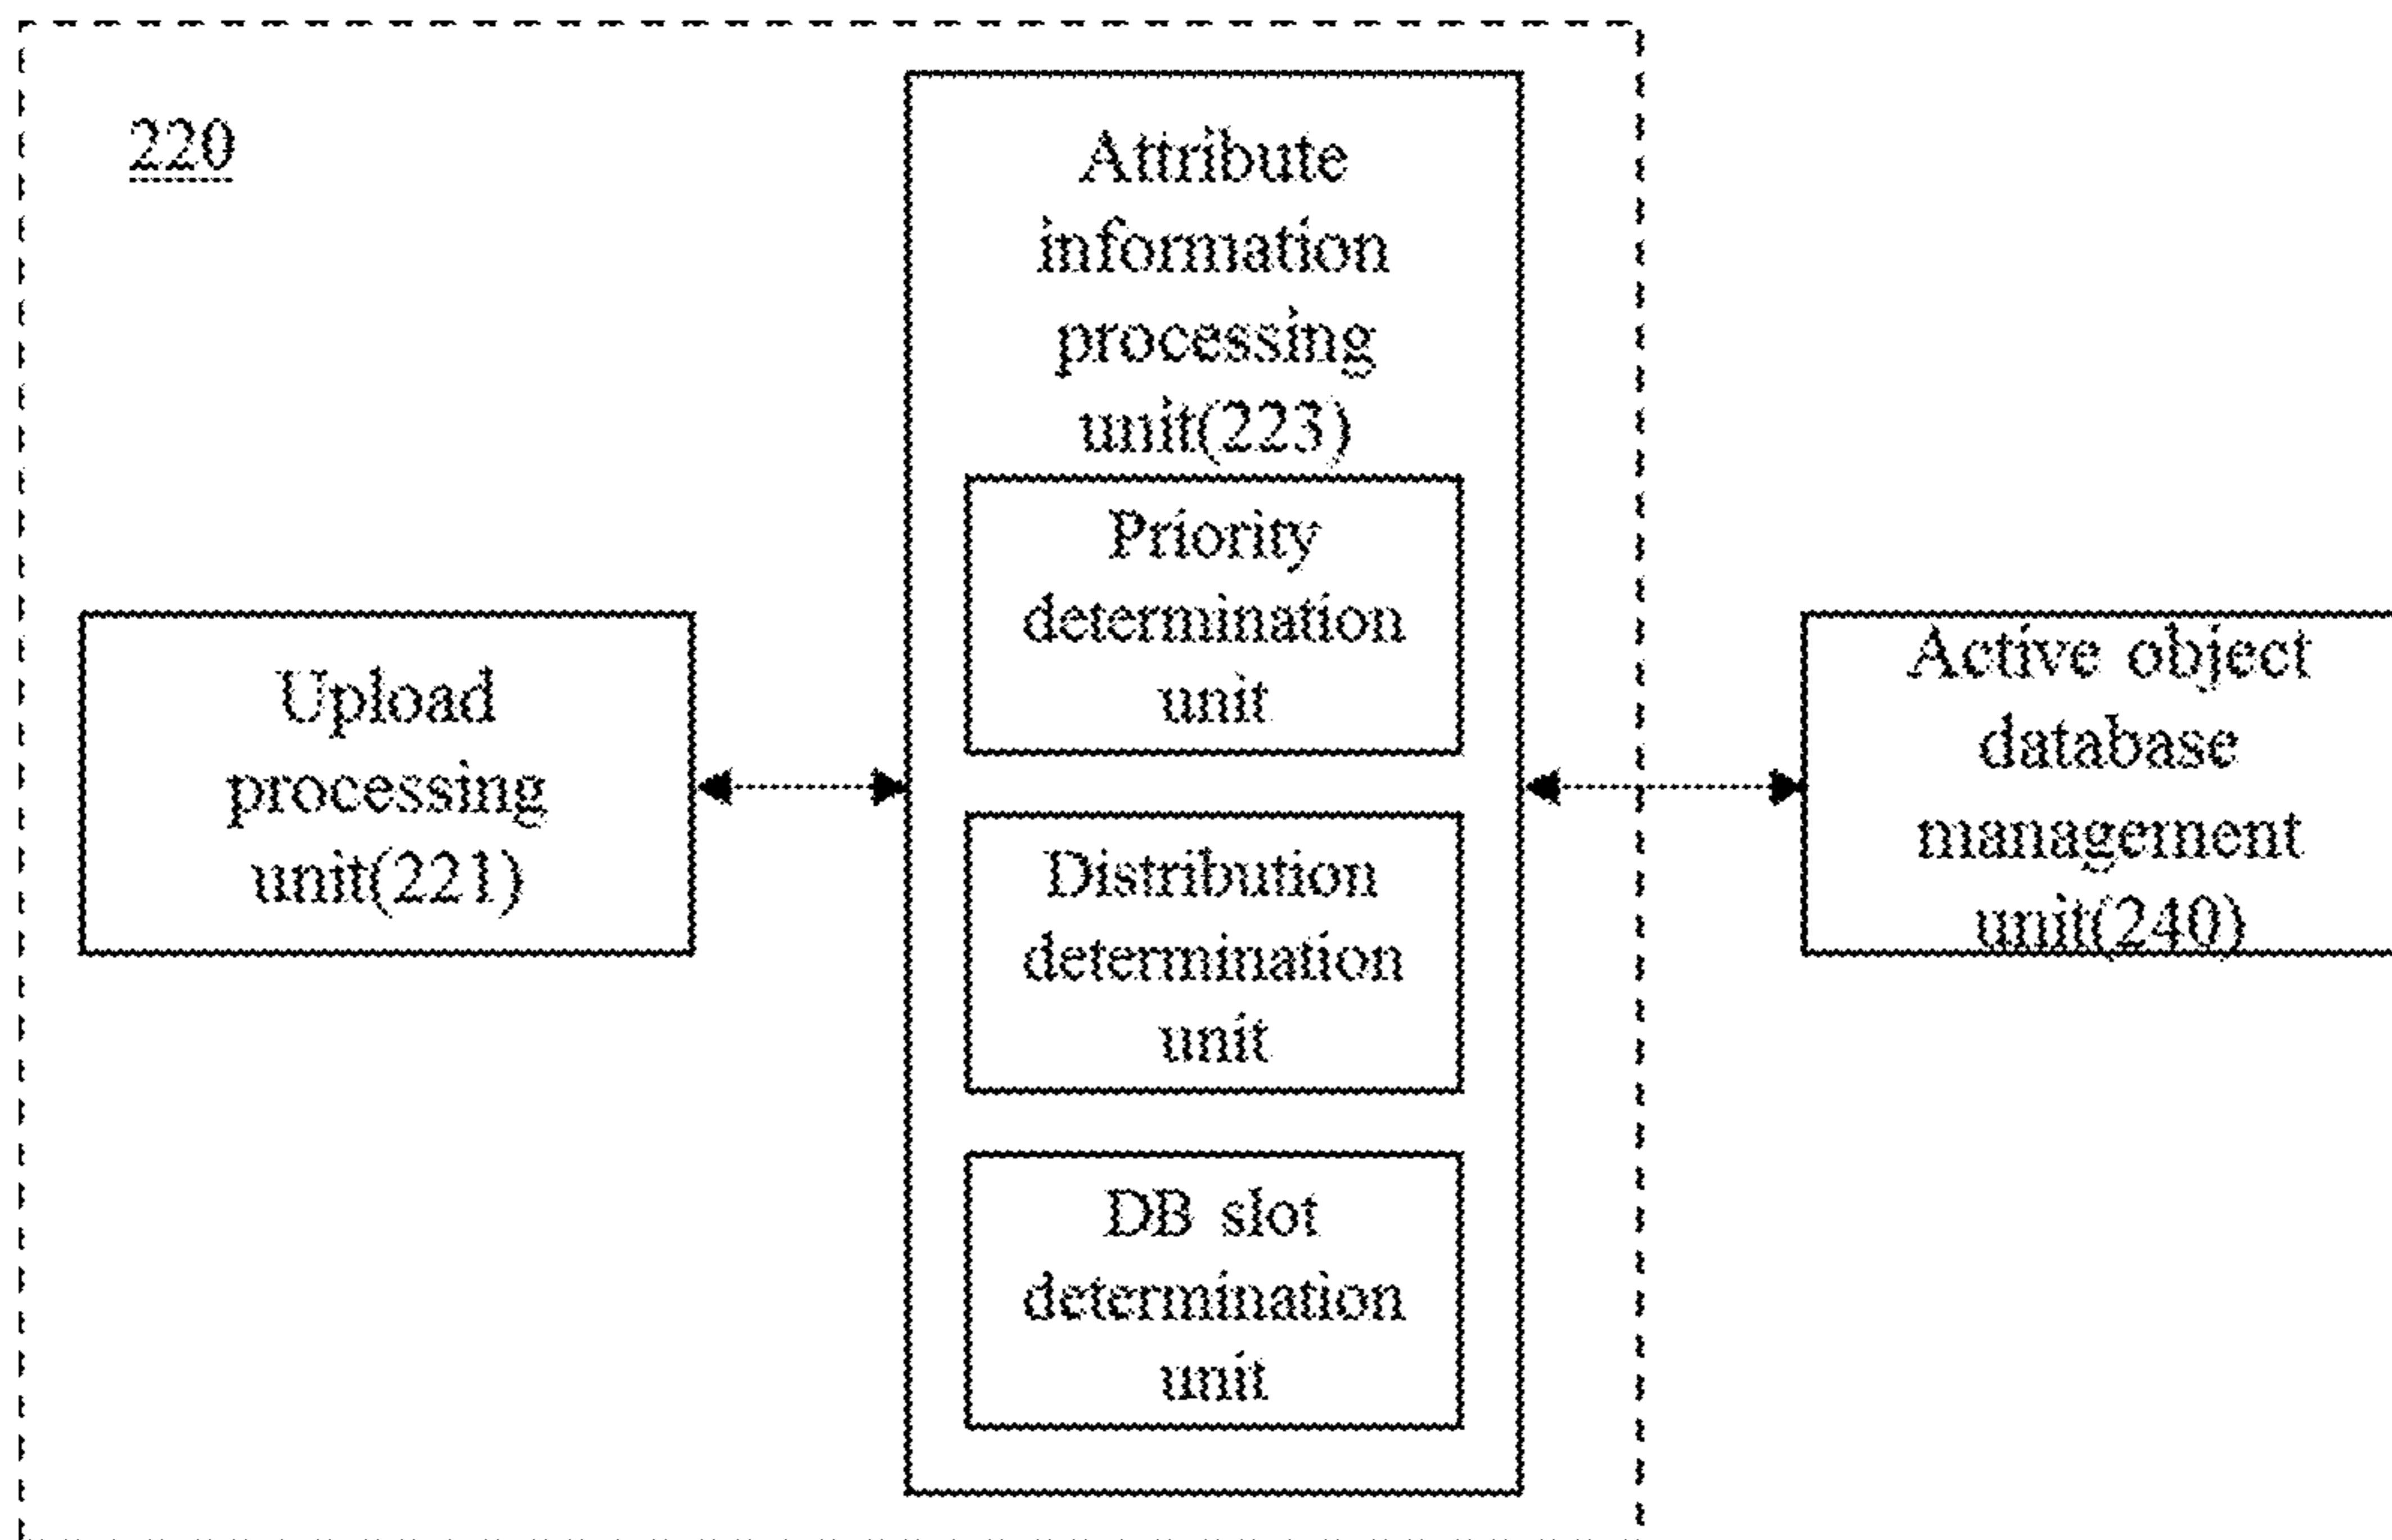 220
Attribute
information
processing
unit(223)
Priority
determination
unit
Upload
processing
unit(221)
Distribution
determination
unit
DB slot
determination
unit
Active object
database
management
unit(240)